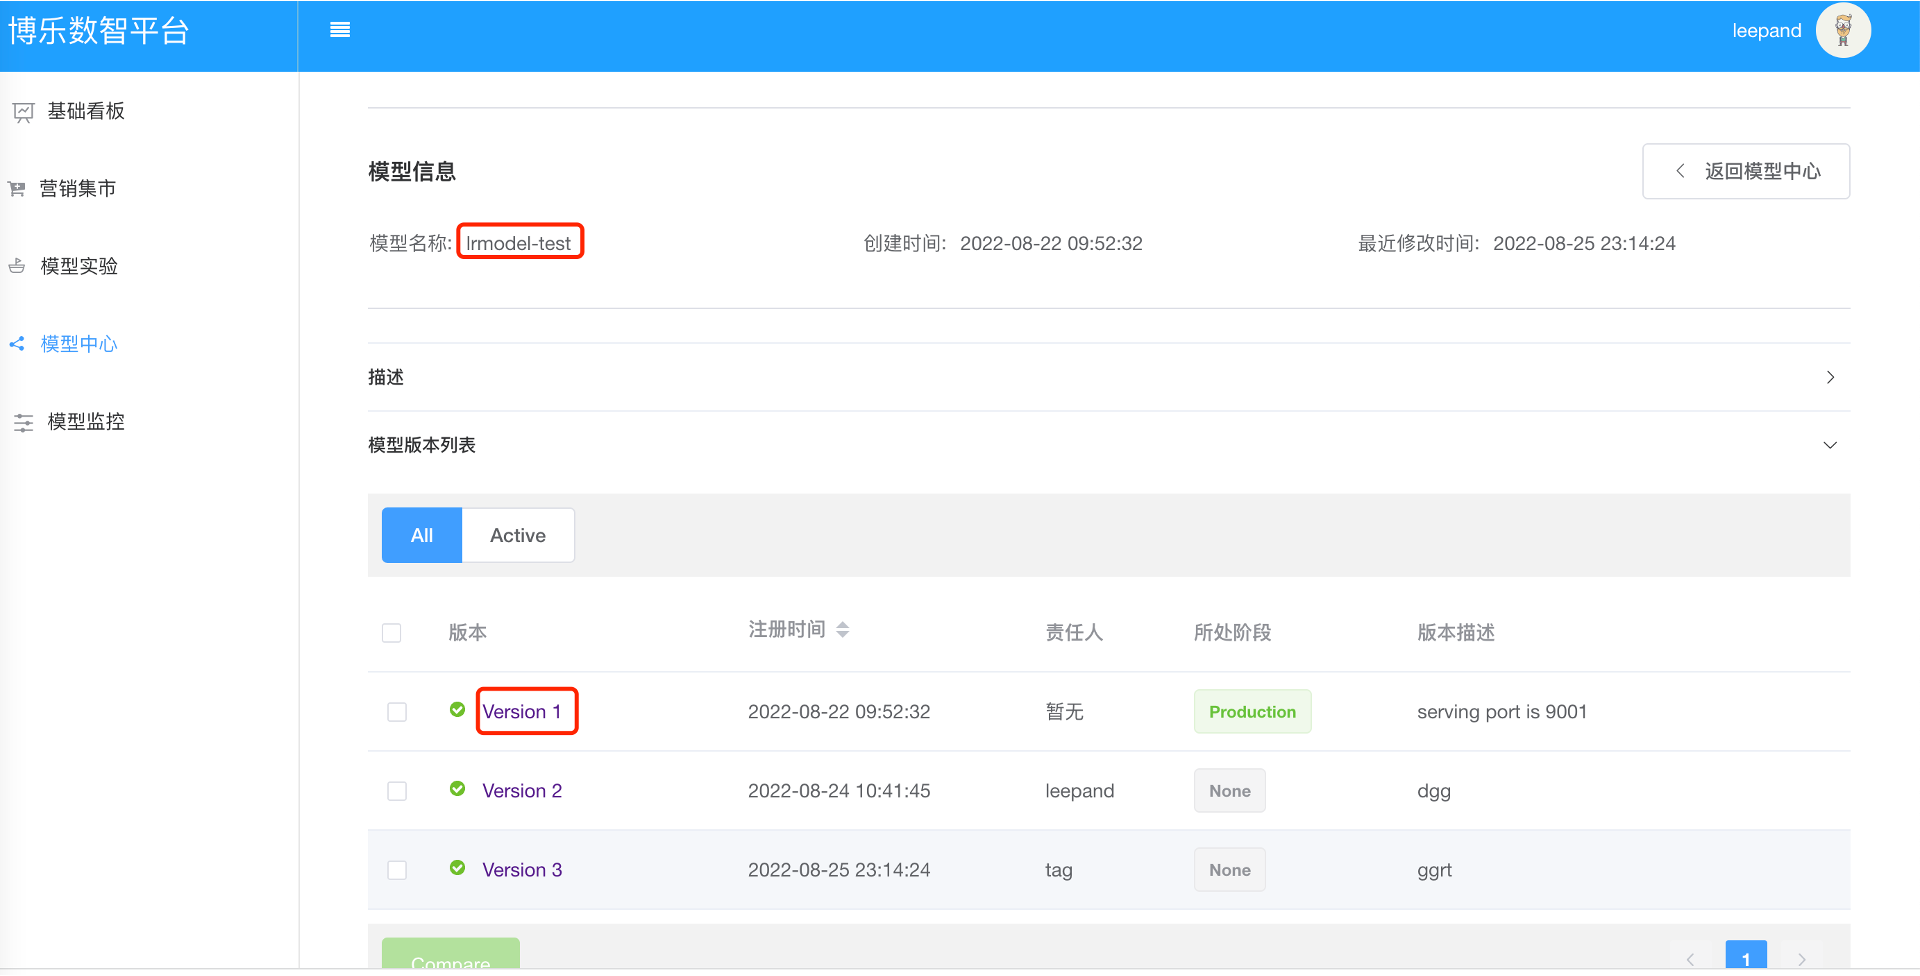 博乐数智平台
leepand
基础看板
营销集市
模型实验
模型中心
模型监控
模型信息
返回模型中心
模型名称: lrmodel-test 创建时间: 2022-08-22 09:52:32 最近修改时间: 2022-08-25 23:14:24
描述
模型版本列表
All Active
版本 注册时间 责任人 所处阶段 版本描述
Version 1 2022-08-22 09:52:32 暂无 Production serving port is 9001
Version 2 2022-08-24 10:41:45 leepand None dgg
Version 3 2022-08-25 23:14:24 tag None ggrt
Compare 1